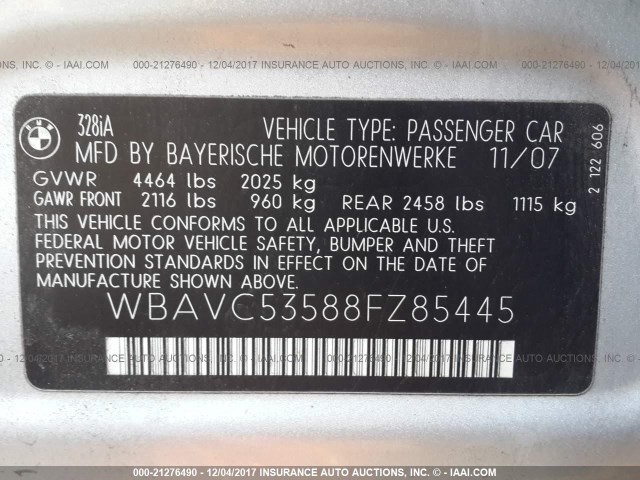 000-21276490 - 12/04/2017 INSURANCE AUTO AUCTIONS, INC. © - IAAI.COM
BMW
328iA
VEHICLE TYPE: PASSENGER CAR
MFD BY BAYERISCHE MOTORENWERKE 11/07
GVWR 4464 lbs 2025 kg
GAWR FRONT 2116 lbs 960 kg REAR 2458 lbs 1115 kg
THIS VEHICLE CONFORMS TO ALL APPLICABLE U.S.
FEDERAL MOTOR VEHICLE SAFETY, BUMPER AND THEFT
PREVENTION STANDARDS IN EFFECT ON THE DATE OF
MANUFACTURE SHOWN ABOVE.
WBAVC53588FZ85445
2 122 606
000-21276490 - 12/04/2017 INSURANCE AUTO AUCTIONS, INC. © - IAAI.COM
000-21276490 - 12/04/2017 INSURANCE AUTO AUCTIONS, INC. © - IAAI.COM